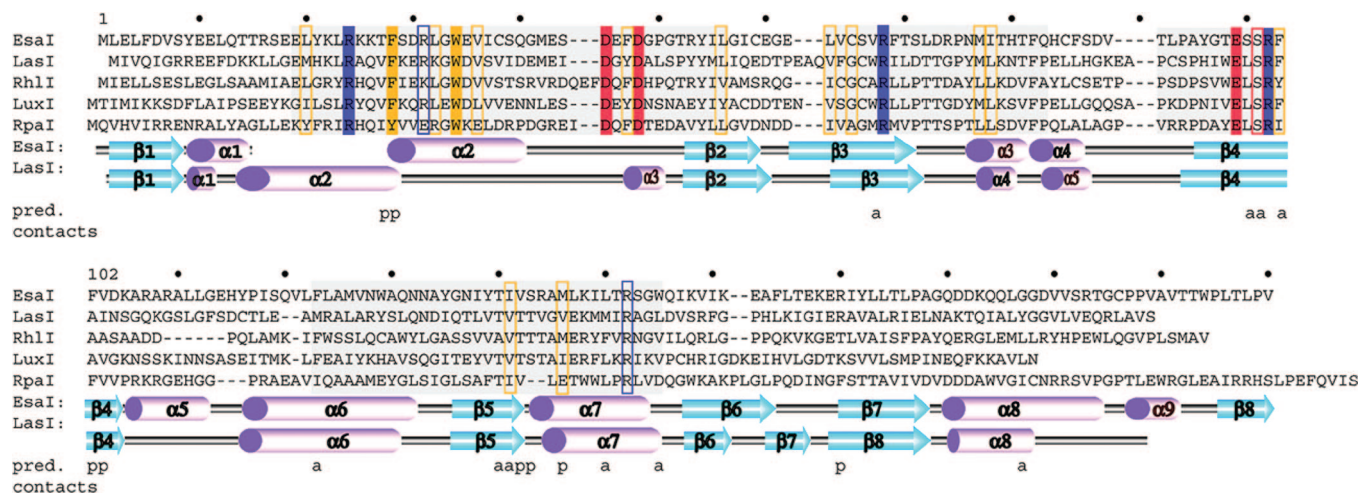 1
EsaI MLELFDVSYEELQTTRSEELYKLRKKTFSDRLGWEVICSQGMES---DEFDGPGTRYILGICEGE---LVCSVRFTSLDRPNMITHTFQHCFSDV---TLPAYGTESSRF
LasI MIVQIGRREEFDKKLLGEMHKLRAQVFKERKGWDVSVIDEMEI---DGYDALSPYYMLIQEDTPEAQVFGCWRILDTTGPYMLKNTFPELLHGKEA--PCSPHIWELSRF
RhlI MIELLSESLEGLSAAMIAELGRYRHQVFIEKLGWDVVSTSRVRDQEFDQFDHPQTRYIVAMSRQG---ICGCARLLPTTDAYLLKDVFAYLCSETP---PSDPSVWELSRY
LuxI MTIMIKKSDFLAIPSEEYKGILSLRYQVFKQRLEWDLVVENNLES---DEYDNSNAEYIYACDDTEN---VSGCWRLLPTTGDYMLKSVFPELLGQQSA--PKDPNIVELSRF
RpaI MQVHVIRRENRALYAGLLEKYFRIRHQIYVVERGWKELDRPDGREI---DQFDTEDAVYLLGVDNDD---IVAGMRMVPTTSPTLLSDVFPQLALAGP---VRRPDAYELSRI
EsaI: β1 α1 α2 β2 β3 α3 α4 β4
LasI: β1 α1 α2 α3 β2 β3 α4 α5 β4
pred. pp a aa a
contacts
102
EsaI FVDKARARALLGEHYPISQVLFLAMVNWAQNNAYGNIYTIVSRAMLKILTRSGWQIKVIK--EAFLTEKERIYLLTLPAGQDDKQQLGGDVVSRTGCPPVAVTTWPLTLPV
LasI AINSGQKGSLGFSDCTLEA--AMRALARYSLQNDIQTLVTVTTVGVEKMMIRAGLDVSRFG--PHLKIGIERAVALRIELNAKTQIALYGGVLVEQRLAVS
RhlI AASAADD-----PQLAMK-IFWSSLQCAWYLGASSVVAVTTTAMERYFVRNGVILQRLG--PPQKVKGETLVAISFPAYQERGLEMLLRYHPEWLQGVPLSMAV
LuxI AVGKNSSKINNSASEITMK-LFEAIYKHAVSQGITEYVTVTSTAIERFLKRIKVPCHRIGDKEIHVLGDTKSVVLSMPINEQFKKAVLN
RpaI FVVPRKRGEHGG---PRAEAVIQAAAMEYGLSIGLSAFTIV--LETWWLPRLVDQGWKAKPLGLPQDINGFSTTAVIVDVDDDAWVGICNRRSVPGPTLEWRGLEAIRRHSLPEFQVIS
EsaI: β4 α5 α6 β5 α7 β6 β7 α8 α9 β8
LasI: β4 α6 β5 α7 β6 β7 β8 α8
pred. pp a aapp p a a p a
contacts